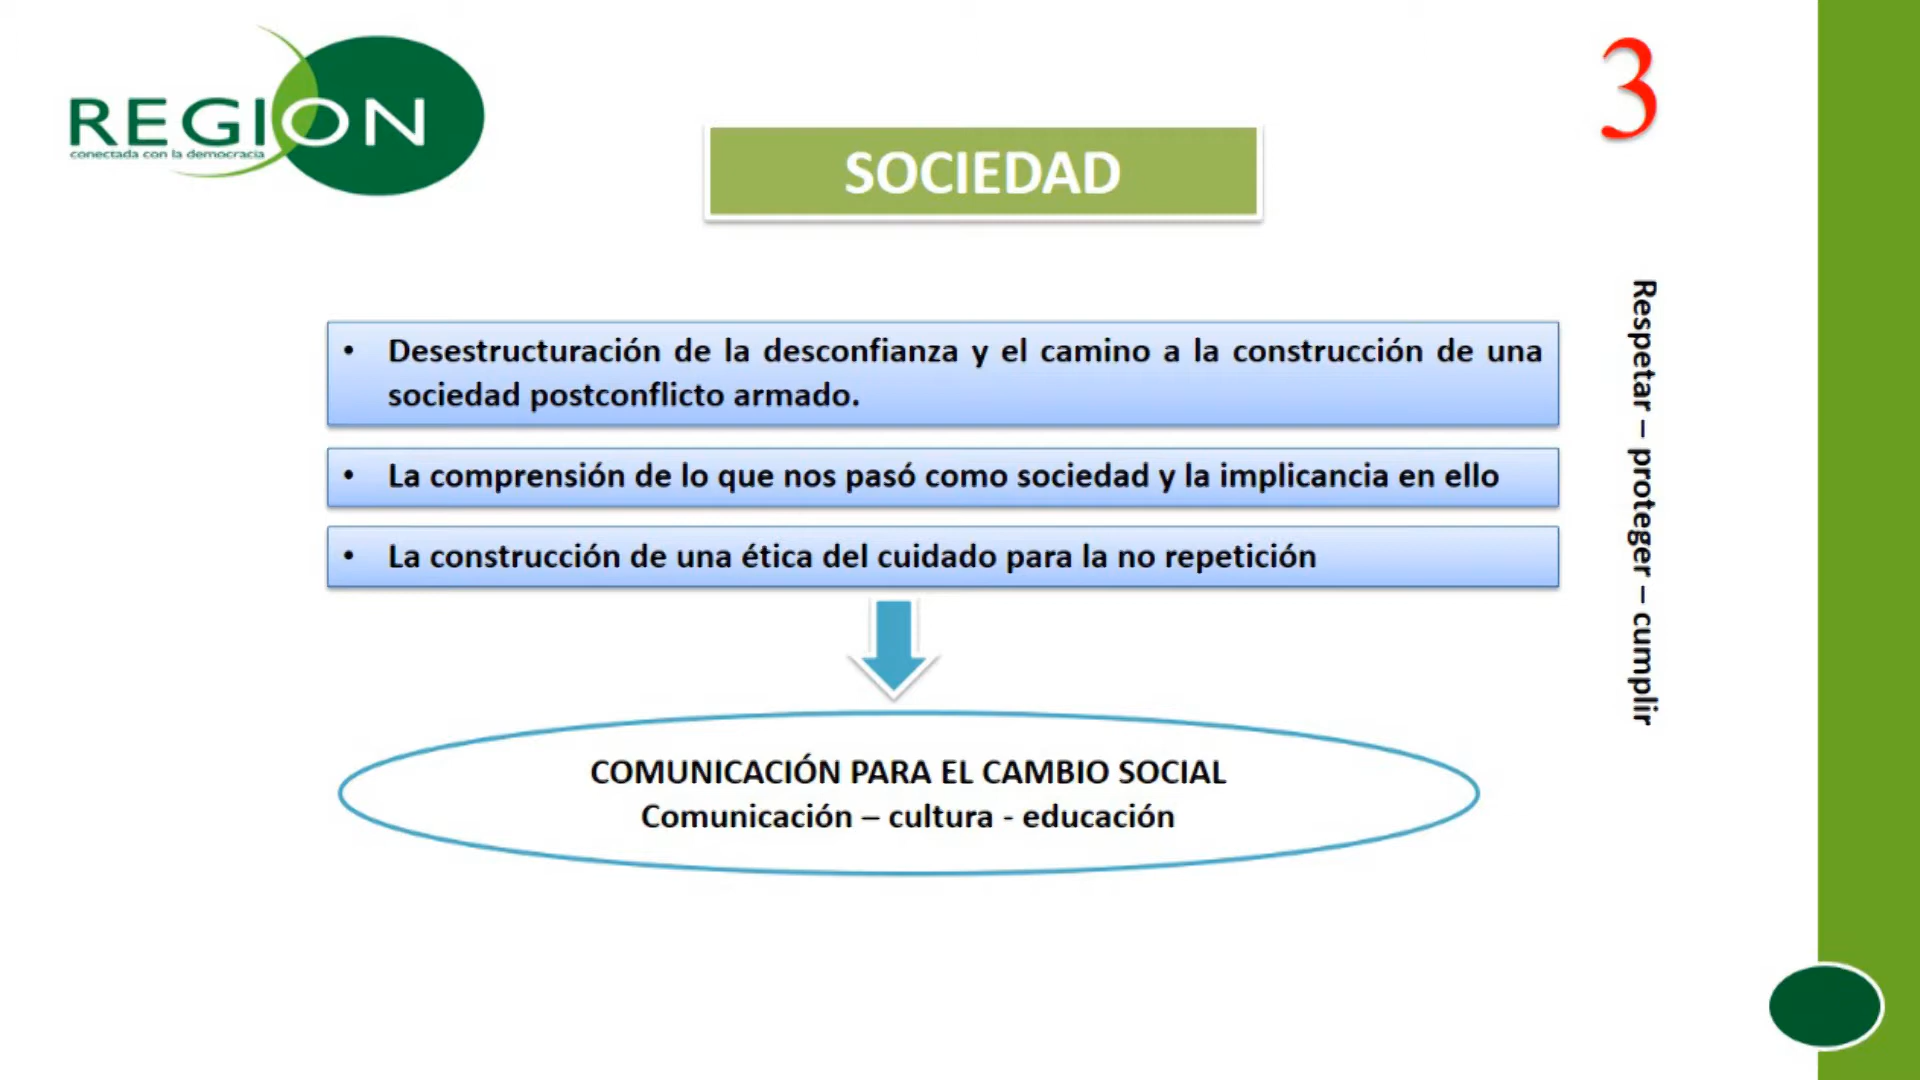 REGION
conectada con la democracia
3
SOCIEDAD
• Desestructuración de la desconfianza y el camino a la construcción de una
sociedad postconflicto armado.
• La comprensión de lo que nos pasó como sociedad y la implicancia en ello
• La construcción de una ética del cuidado para la no repetición
Respetar – proteger – cumplir
COMUNICACIÓN PARA EL CAMBIO SOCIAL
Comunicación – cultura - educación